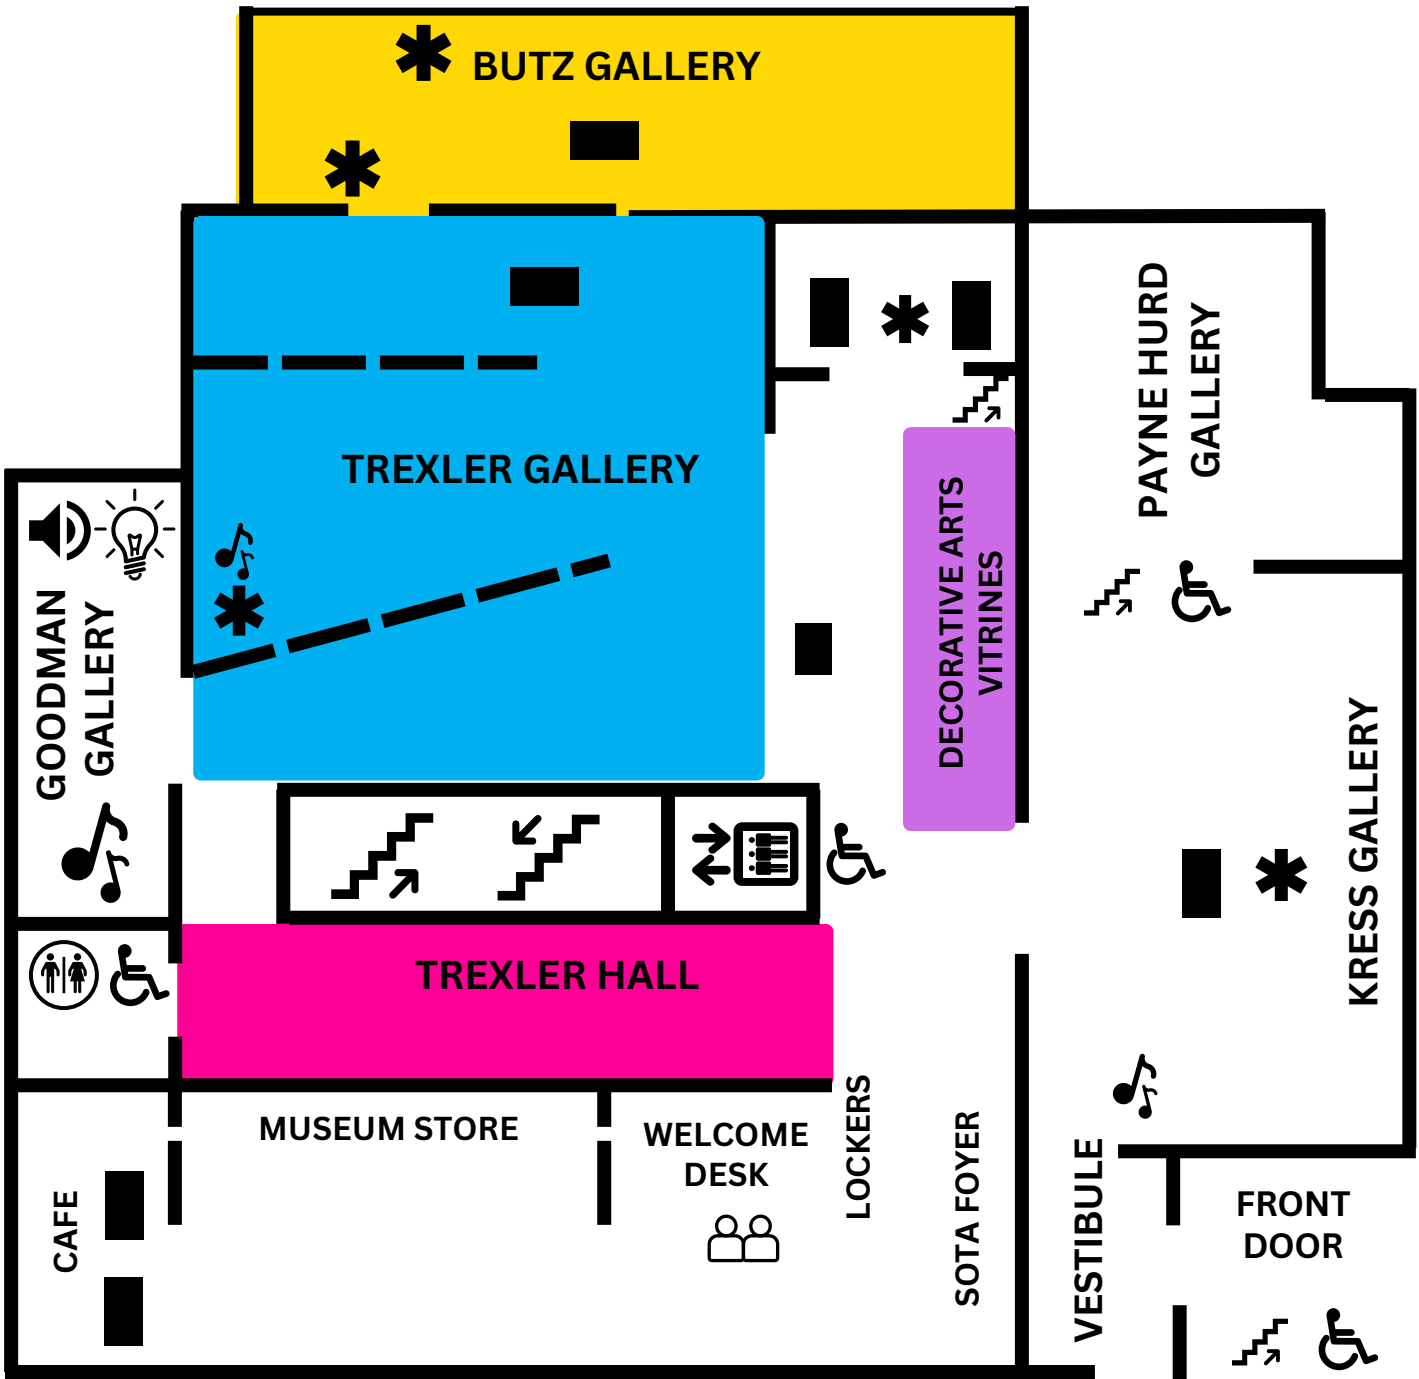 BUTZ GALLERY
PAYNE HURD
GALLERY
TREXLER GALLERY
DECORATIVE ARTS
VITRINES
GOODMAN
GALLERY
KRESS GALLERY
TREXLER HALL
MUSEUM STORE
WELCOME
DESK
LOCKERS
SOTA FOYER
VESTIBULE
FRONT
DOOR
CAFE